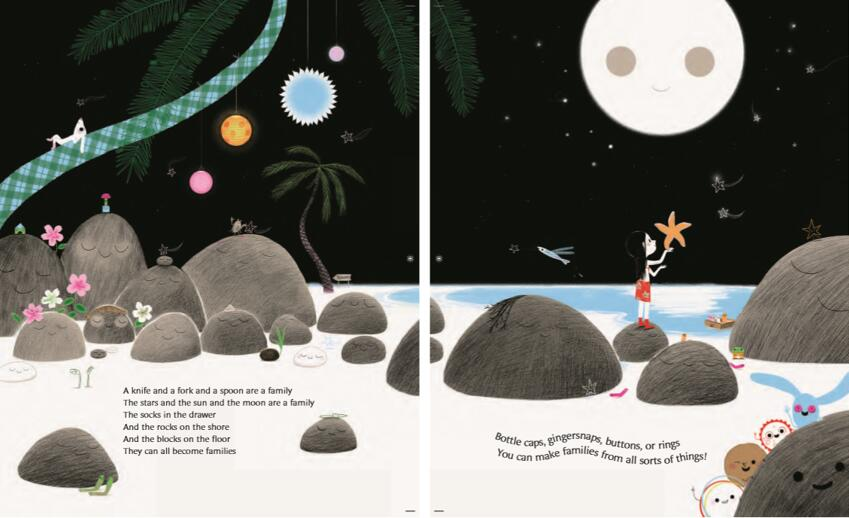 A knife and a fork and a spoon are a family
The stars and the sun and the moon are a family
The socks in the drawer
And the rocks on the shore
And the blocks on the floor
They can all become families
Bottle caps, gingersnaps, buttons, or rings
You can make families from all sorts of things!